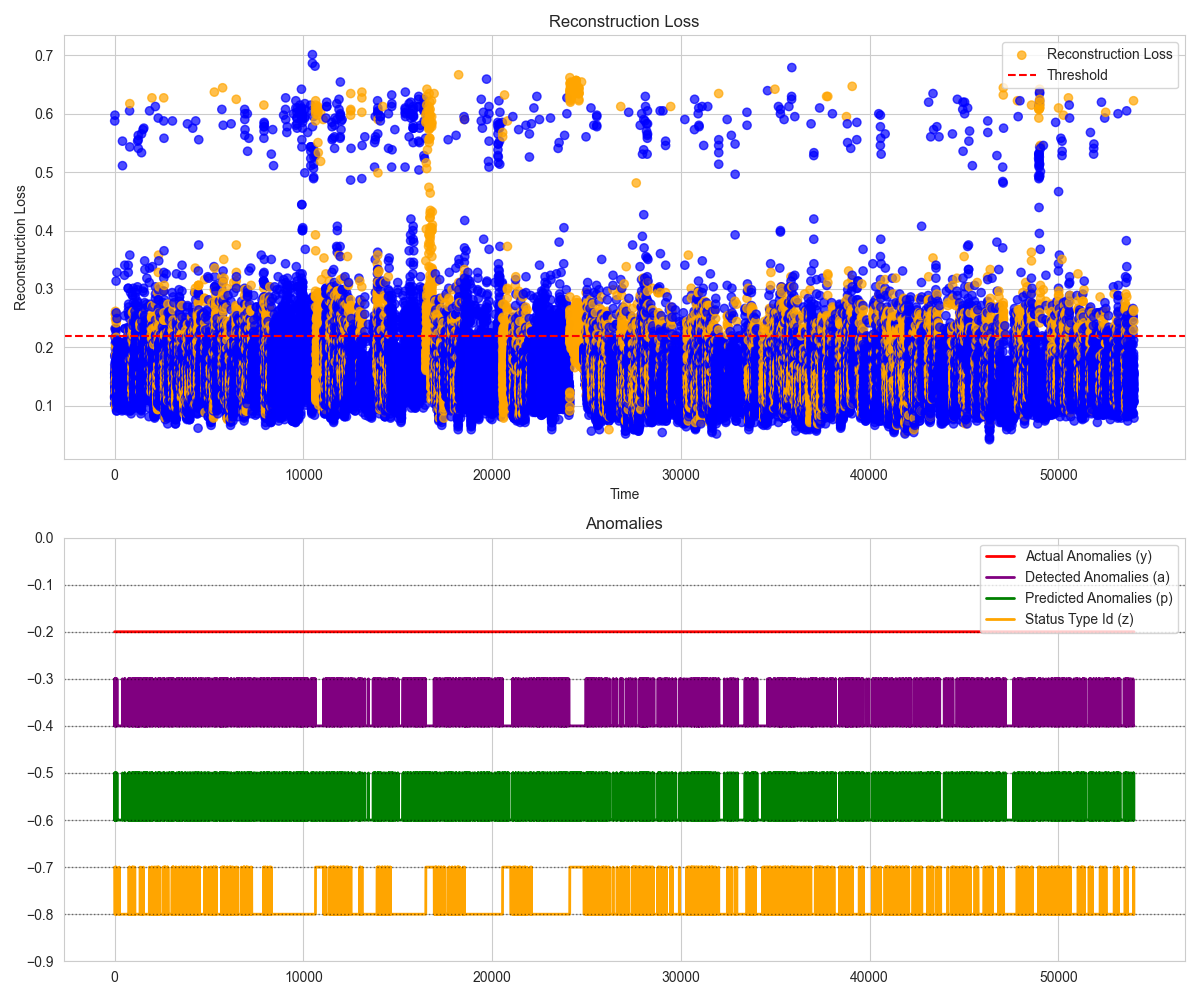 Reconstruction Loss
Reconstruction Loss
0.7
0.6
0.5
0.4
0.3
0.2
0.1
Reconstruction Loss
Threshold
0
10000
20000
30000
40000
50000
Time
Anomalies
0.0
−0.1
−0.2
−0.3
−0.4
−0.5
−0.6
−0.7
−0.8
−0.9
Actual Anomalies (y)
Detected Anomalies (a)
Predicted Anomalies (p)
Status Type Id (z)
0
10000
20000
30000
40000
50000